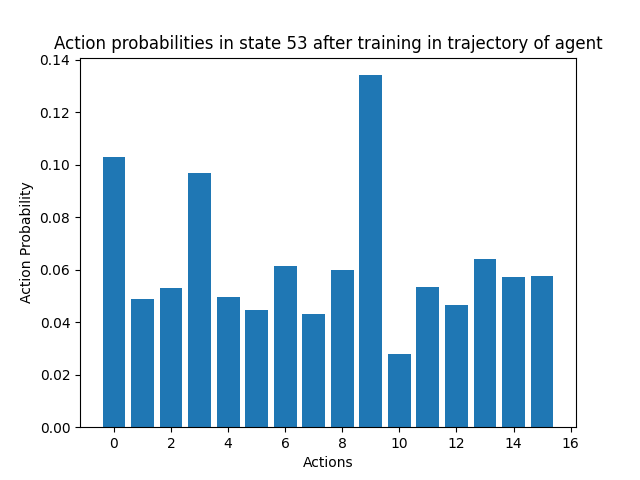 Action probabilities in state 53 after training in trajectory of agent
0.14
0.12
0.10
0.08
0.06
0.04
0.02
0.00
Action Probability
0 2 4 6 8 10 12 14 16
Actions